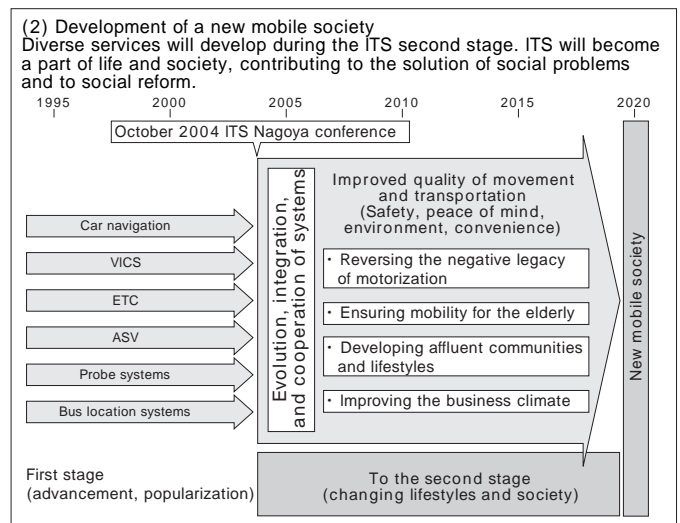 (2) Development of a new mobile society
Diverse services will develop during the ITS second stage. ITS will become
a part of life and society, contributing to the solution of social problems
and to social reform.
1995 2000 2005 2010 2015 2020
October 2004 ITS Nagoya conference
Car navigation
VICS
ETC
ASV
Probe systems
Bus location systems
Evolution, integration,
and cooperation of systems
Improved quality of movement
and transportation
(Safety, peace of mind,
environment, convenience)
· Reversing the negative legacy
of motorization
· Ensuring mobility for the elderly
· Developing affluent communities
and lifestyles
· Improving the business climate
New mobile society
First stage
(advancement, popularization)
To the second stage
(changing lifestyles and society)